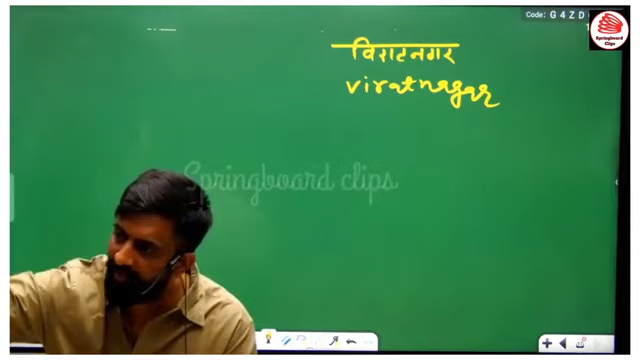 Code: G 4 Z D
Springboard
Clips
विराटनगर
viratnagar
Springboard clips